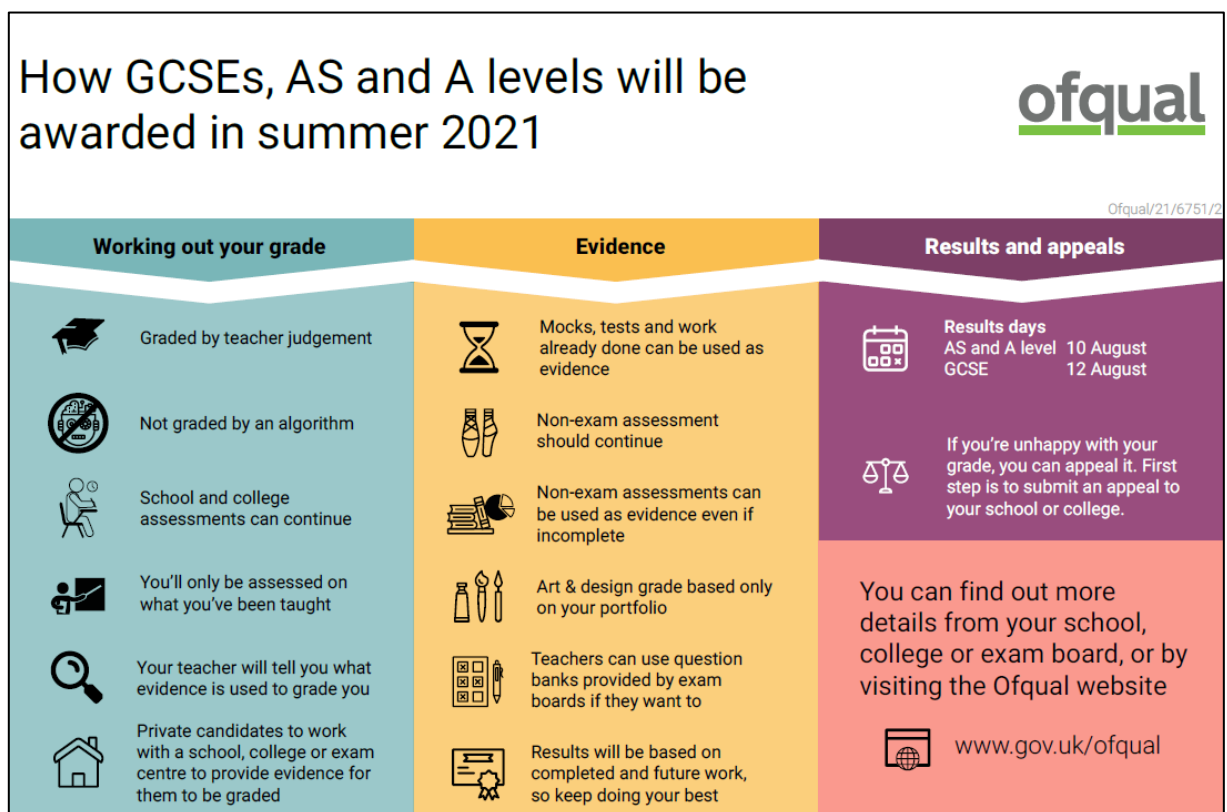 How GCSEs, AS and A levels will be
awarded in summer 2021
ofqual
Ofqual/21/6751/2
Working out your grade
Graded by teacher judgement
Not graded by an algorithm
School and college
assessments can continue
You'll only be assessed on
what you've been taught
Your teacher will tell you what
evidence is used to grade you
Private candidates to work
with a school, college or exam
centre to provide evidence for
them to be graded
Evidence
Mocks, tests and work
already done can be used as
evidence
Non-exam assessment
should continue
Non-exam assessments can
be used as evidence even if
incomplete
Art & design grade based only
on your portfolio
Teachers can use question
banks provided by exam
boards if they want to
Results will be based on
completed and future work,
so keep doing your best
Results and appeals
Results days
AS and A level 10 August
GCSE 12 August
If you're unhappy with your
grade, you can appeal it. First
step is to submit an appeal to
your school or college.
You can find out more
details from your school,
college or exam board, or by
visiting the Ofqual website
www.gov.uk/ofqual